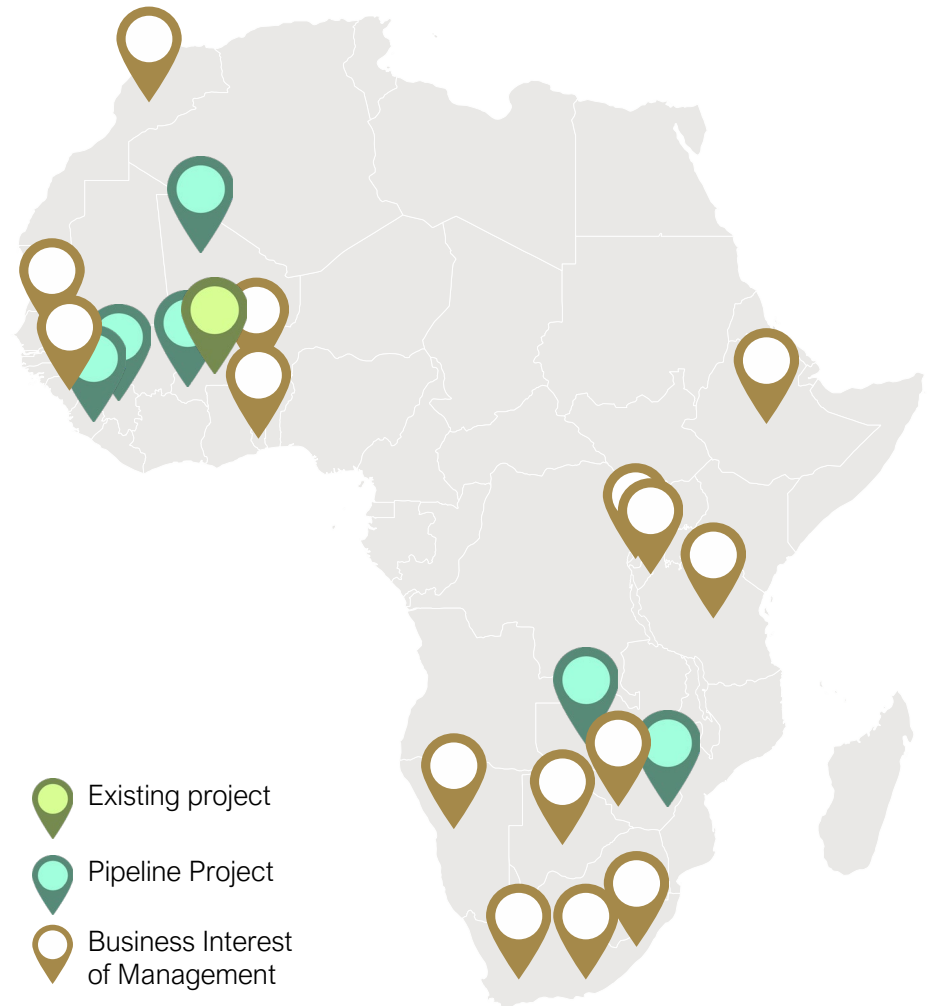 Existing project
Pipeline Project
Business Interest
of Management